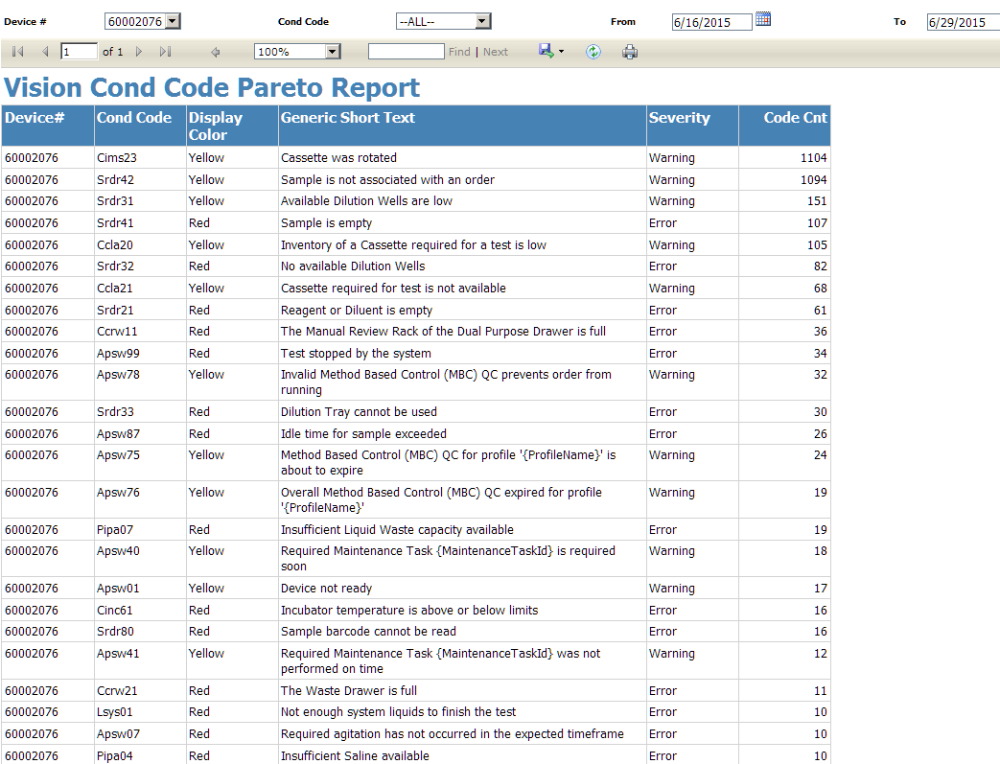 Device # 60002076 Cond Code --ALL-- From 6/16/2015 To 6/29/2015
1 of 1 100% Find | Next
Vision Cond Code Pareto Report
Device# Cond Code Display Color Generic Short Text Severity Code Cnt
60002076 Cims23 Yellow Cassette was rotated Warning 1104
60002076 Srdr42 Yellow Sample is not associated with an order Warning 1094
60002076 Srdr31 Yellow Available Dilution Wells are low Warning 151
60002076 Srdr41 Red Sample is empty Error 107
60002076 Ccla20 Yellow Inventory of a Cassette required for a test is low Warning 105
60002076 Srdr32 Red No available Dilution Wells Error 82
60002076 Ccla21 Yellow Cassette required for test is not available Warning 68
60002076 Srdr21 Red Reagent or Diluent is empty Error 61
60002076 Ccrw11 Red The Manual Review Rack of the Dual Purpose Drawer is full Error 36
60002076 Apsw99 Red Test stopped by the system Error 34
60002076 Apsw78 Yellow Invalid Method Based Control (MBC) QC prevents order from Warning 32
running
60002076 Srdr33 Red Dilution Tray cannot be used Error 30
60002076 Apsw87 Red Idle time for sample exceeded Error 26
60002076 Apsw75 Yellow Method Based Control (MBC) QC for profile '{ProfileName}' is Warning 24
about to expire
60002076 Apsw76 Yellow Overall Method Based Control (MBC) QC expired for profile Warning 19
'{ProfileName}'
60002076 Pipa07 Red Insufficient Liquid Waste capacity available Error 19
60002076 Apsw40 Yellow Required Maintenance Task {MaintenanceTaskId} is required Warning 18
soon
60002076 Apsw01 Yellow Device not ready Warning 17
60002076 Cinc61 Red Incubator temperature is above or below limits Error 16
60002076 Srdr80 Red Sample barcode cannot be read Error 16
60002076 Apsw41 Yellow Required Maintenance Task {MaintenanceTaskId} was not Warning 12
performed on time
60002076 Ccrw21 Red The Waste Drawer is full Error 11
60002076 Lsys01 Red Not enough system liquids to finish the test Error 10
60002076 Apsw07 Red Required agitation has not occurred in the expected timeframe Error 10
60002076 Pipa04 Red Insufficient Saline available Error 10